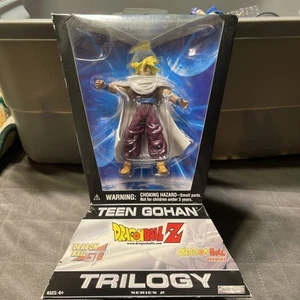 WARNING:
CHOKING HAZARD-Small parts.
Not for children under 3 years.
TEEN GOHAN
DRAGON BALL Z
TRILOGY
SERIES 2
AGES: 4+